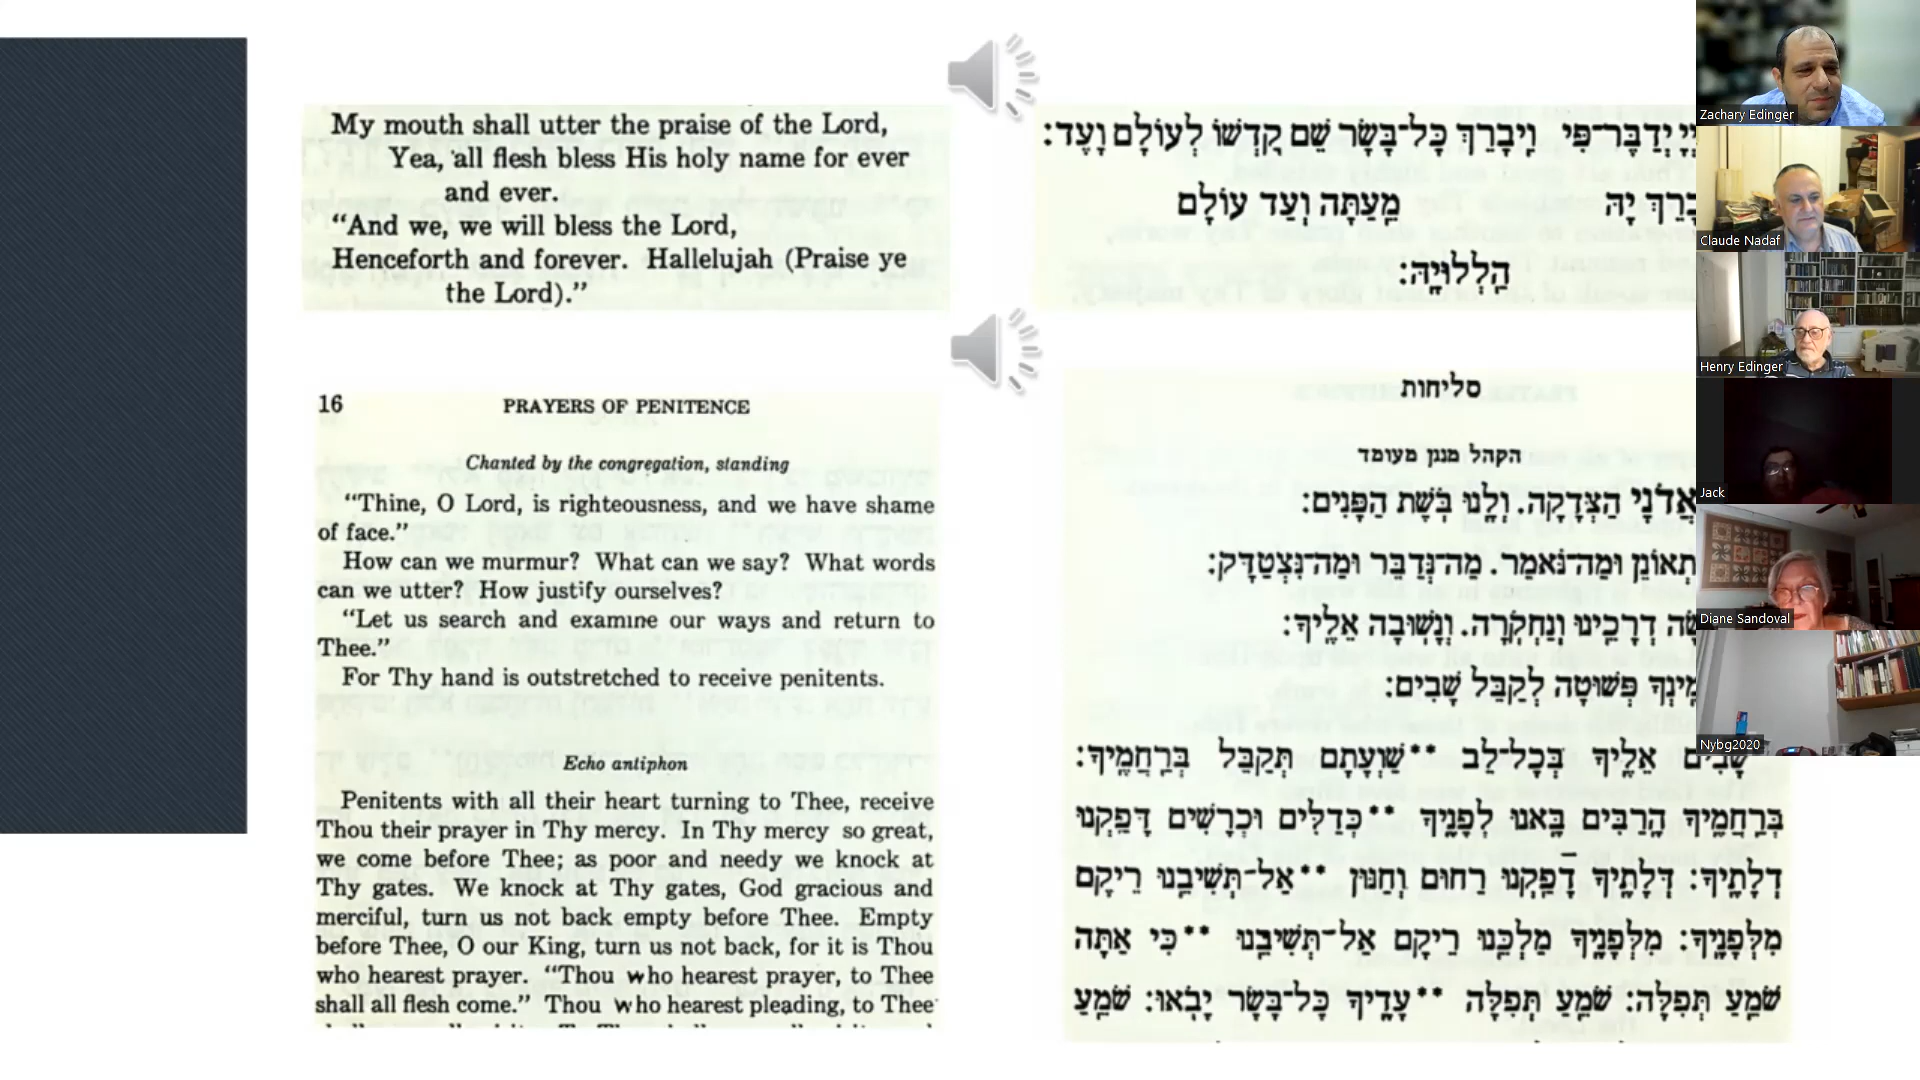 My mouth shall utter the praise of the Lord,
Yea, all flesh bless His holy name for ever
and ever.
"And we, we will bless the Lord,
Henceforth and forever. Hallelujah (Praise ye
the Lord)."
יְדַבֶּר־פִּי וִיבָרֵךְ כָּל־בָּשָׂר שֵׁם קָדְשׁוֹ לְעוֹלָם וָעֶד:
יָהּ מֵעַתָּה וְעַד עוֹלָם
הַלְלוּיָהּ:
16 PRAYERS OF PENITENCE
Chanted by the congregation, standing
"Thine, O Lord, is righteousness, and we have shame
of face."
How can we murmur? What can we say? What words
can we utter? How justify ourselves?
"Let us search and examine our ways and return to
Thee."
For Thy hand is outstretched to receive penitents.
Echo antiphon
Penitents with all their heart turning to Thee, receive
Thou their prayer in Thy mercy. In Thy mercy so great,
we come before Thee; as poor and needy we knock at
Thy gates. We knock at Thy gates, God gracious and
merciful, turn us not back empty before Thee. Empty
before Thee, O our King, turn us not back, for it is Thou
who hearest prayer. "Thou who hearest prayer, to Thee
shall all flesh come." Thou who hearest pleading, to Thee
סליחות
הקהל מנגן מעומד
אֲדֹנָי הַצְּדָקָה. וְלָנוּ בֹּשֶׁת הַפָּנִים:
וּמַה־נֹּאמַר. מַה־נְּדַבֵּר וּמַה־נִּצְטַדָּק:
דְרָכֵינוּ וְנַחְקֹרָה. וְנָשׁוּבָה אֵלֶיךָ:
פְּשׁוּטָה לְקַבֵּל שָׁבִים:
שָׁבִים אֵלֶיךָ בְּכָל־לֵב ** שַׁוְעָתָם תְּקַבֵּל בְּרַחֲמֶיךָ:
בְּרַחֲמֶיךָ הָרַבִּים בָּאנוּ לְפָנֶיךָ ** כְּדַלִּים וּכְרָשִׁים דָּפַקְנוּ
דְלָתֶיךָ: דְּלָתֶיךָ דָפַקְנוּ רַחוּם וְחַנּוּן ** אַל־תְּשִׁיבֵנוּ רֵיקָם
מִלְּפָנֶיךָ: מִלְּפָנֶיךָ מַלְכֵּנוּ רֵיקָם אַל־תְּשִׁיבֵנוּ ** כִּי אַתָּה
שֹׁמֵעַ תְּפִלָּה: שֹׁמֵעַ תְּפִלָּה ** עָדֶיךָ כָּל־בָּשָׂר יָבֹאוּ: שֹׁמֵעַ
Zachary Edinger
Claude Nadaf
Henry Edinger
Jack
Diane Sandoval
Nybg2020